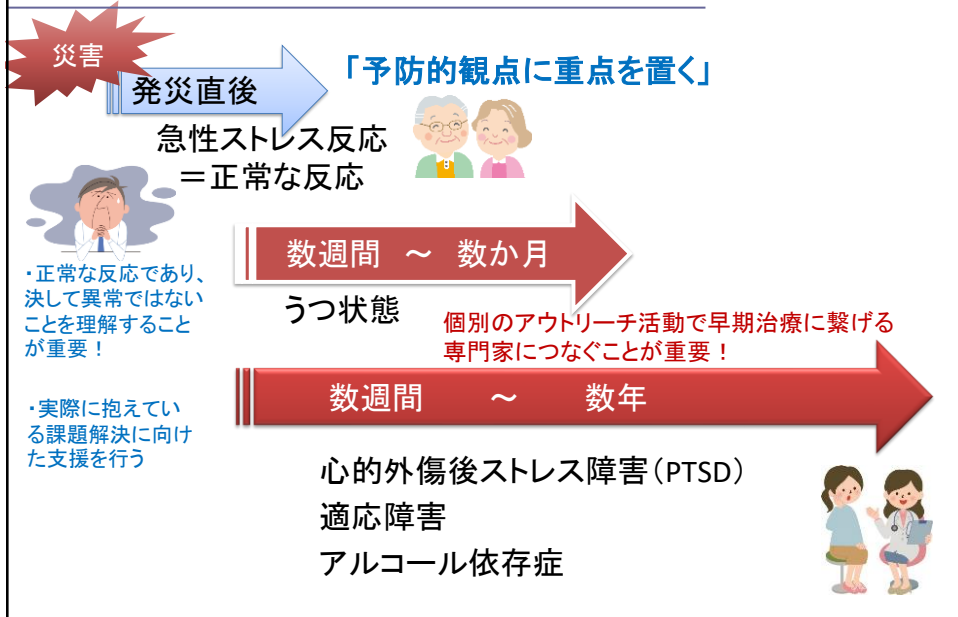 災害
発災直後
「予防的観点に重点を置く」
急性ストレス反応
＝正常な反応
・正常な反応であり、
決して異常ではない
ことを理解すること
が重要！
・実際に抱えてい
る課題解決に向け
た支援を行う
数週間　～　数か月
うつ状態
個別のアウトリーチ活動で早期治療に繋げる
専門家につなぐことが重要！
数週間　　～　　数年
心的外傷後ストレス障害（PTSD）
適応障害
アルコール依存症